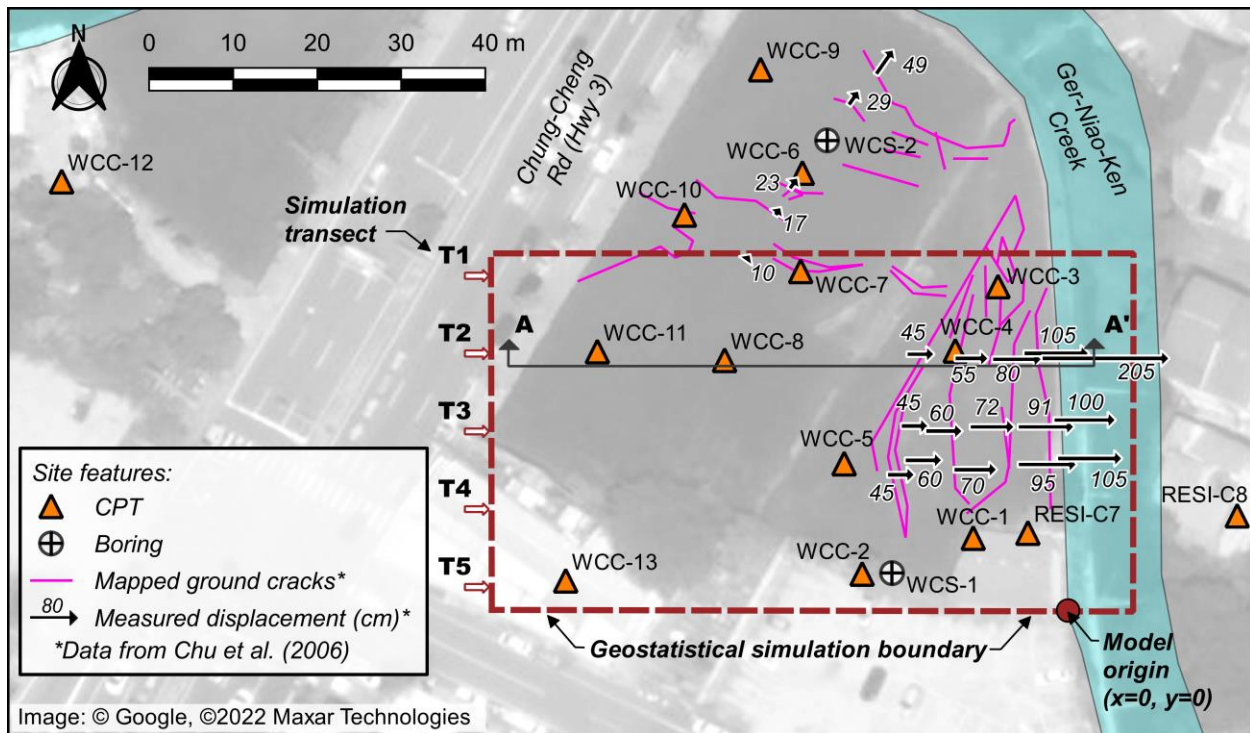 0 10 20 30 40 m
WCC-9
49
29
Ger-Niao-Ken
Creek
Chung-Cheng
Rd (Hwy 3)
WCS-2
WCC-12
WCC-6
23
WCC-10
17
Simulation
transect
T1
10
WCC-7
WCC-3
T2
A
A'
45
WCC-4
105
WCC-11
WCC-8
55
80
205
T3
45
60
72
91
100
WCC-5
Site features:
CPT
Boring
Mapped ground cracks*
80
Measured displacement (cm)*
*Data from Chu et al. (2006)
T4
45
60
70
95
105
RESI-C8
WCC-1
RESI-C7
T5
WCC-13
WCC-2
WCS-1
Geostatistical simulation boundary
Model
origin
(x=0, y=0)
Image: © Google, ©2022 Maxar Technologies